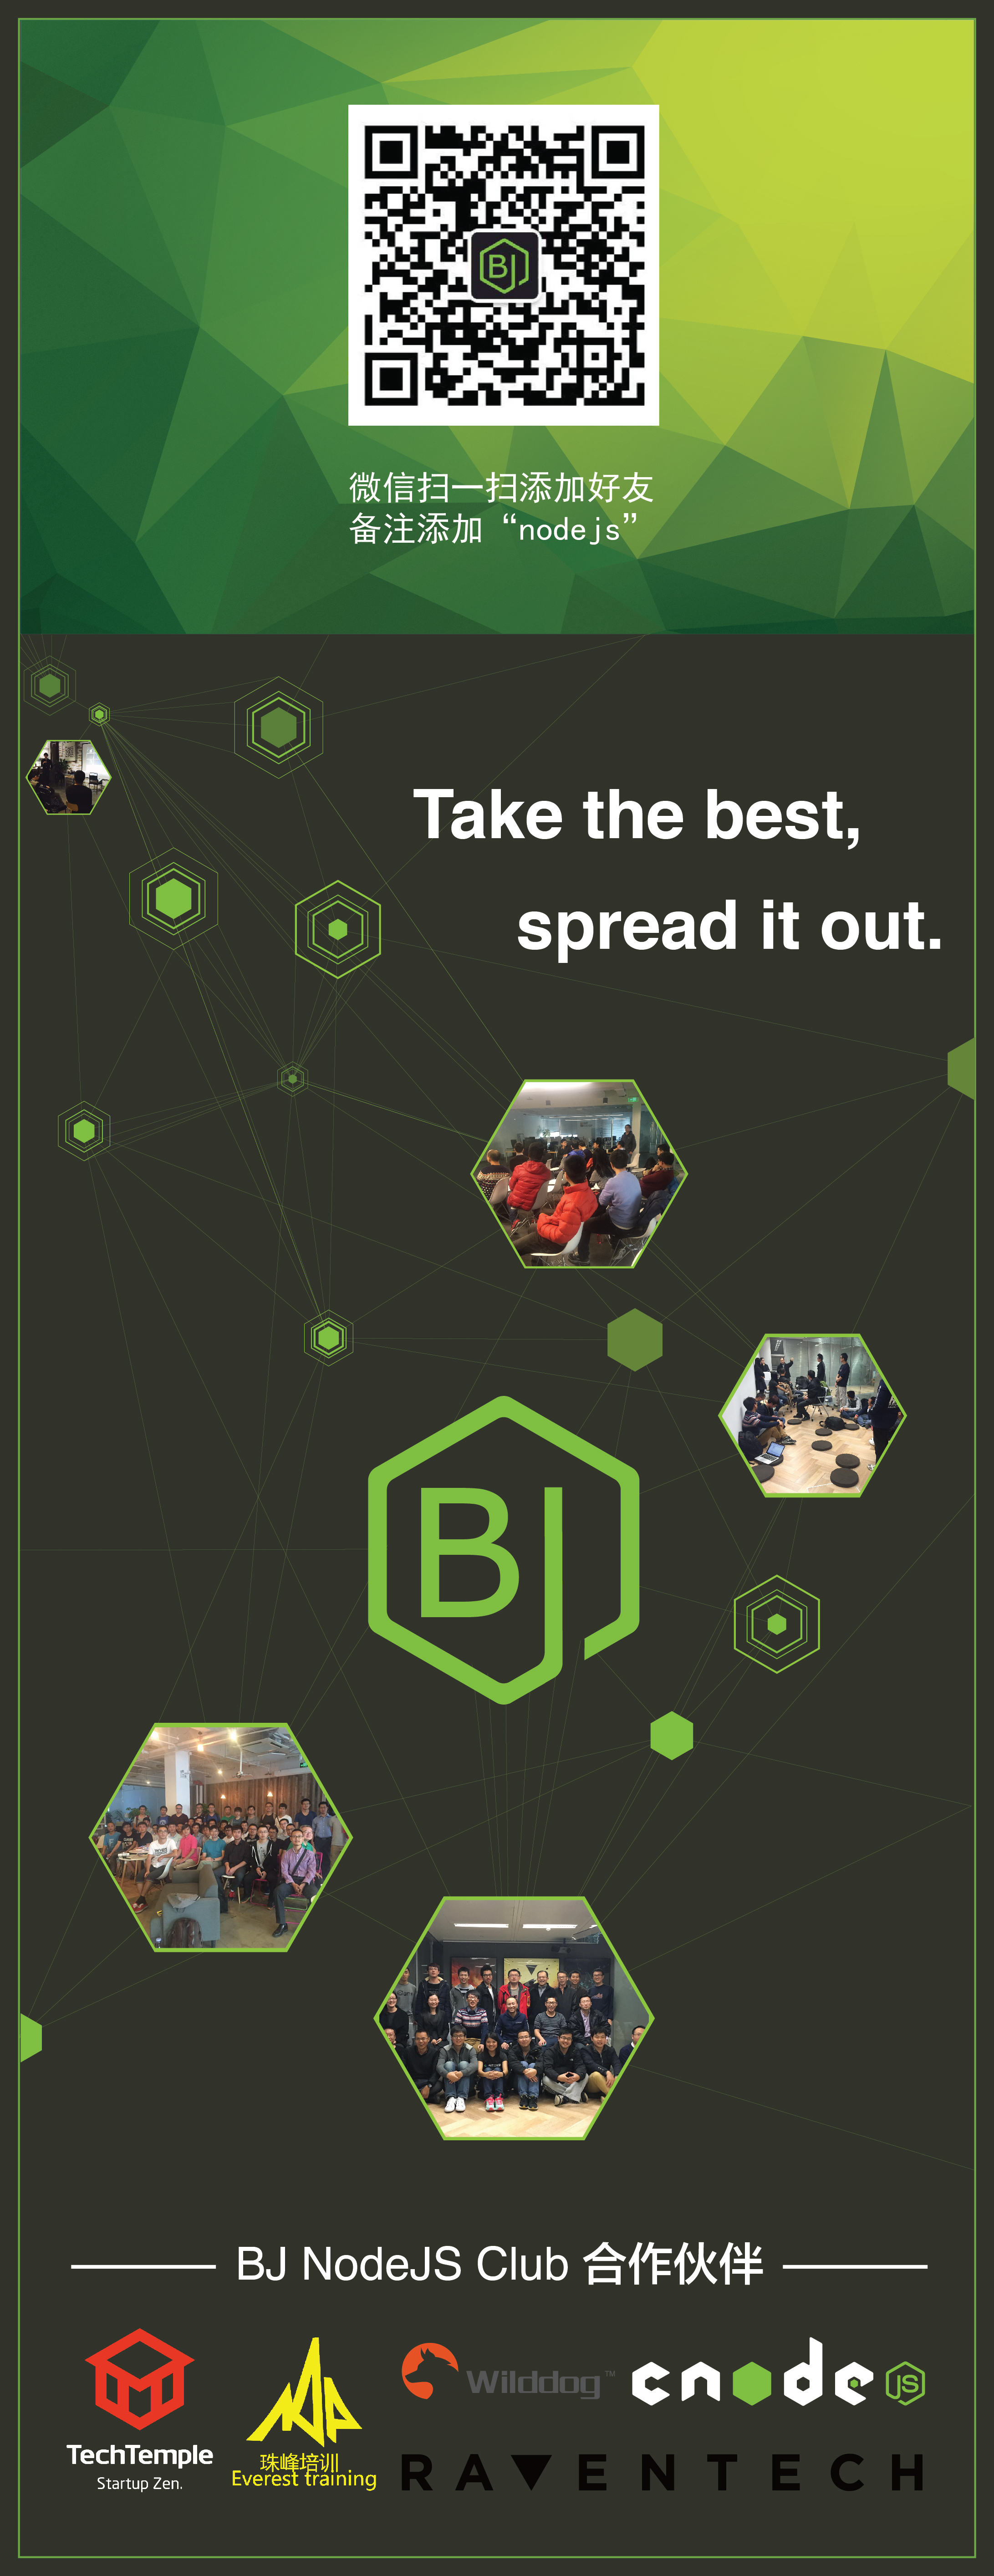 BJ
微信扫一扫添加好友
备注添加“nodejs”
Take the best,
spread it out.
BJ
BJ NodeJS Club 合作伙伴
TechTemple
Startup Zen.
珠峰培训
Everest training
Wilddog™
cnode JS
RAVENTECH